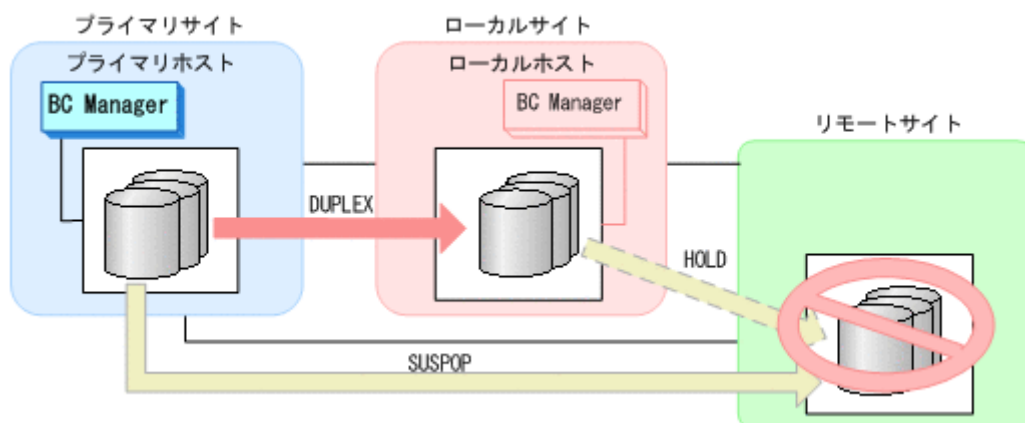 プライマリサイト
ローカルサイト
プライマリホスト
ローカルホスト
BC Manager
BC Manager
リモートサイト
DUPLEX
HOLD
SUSPOP